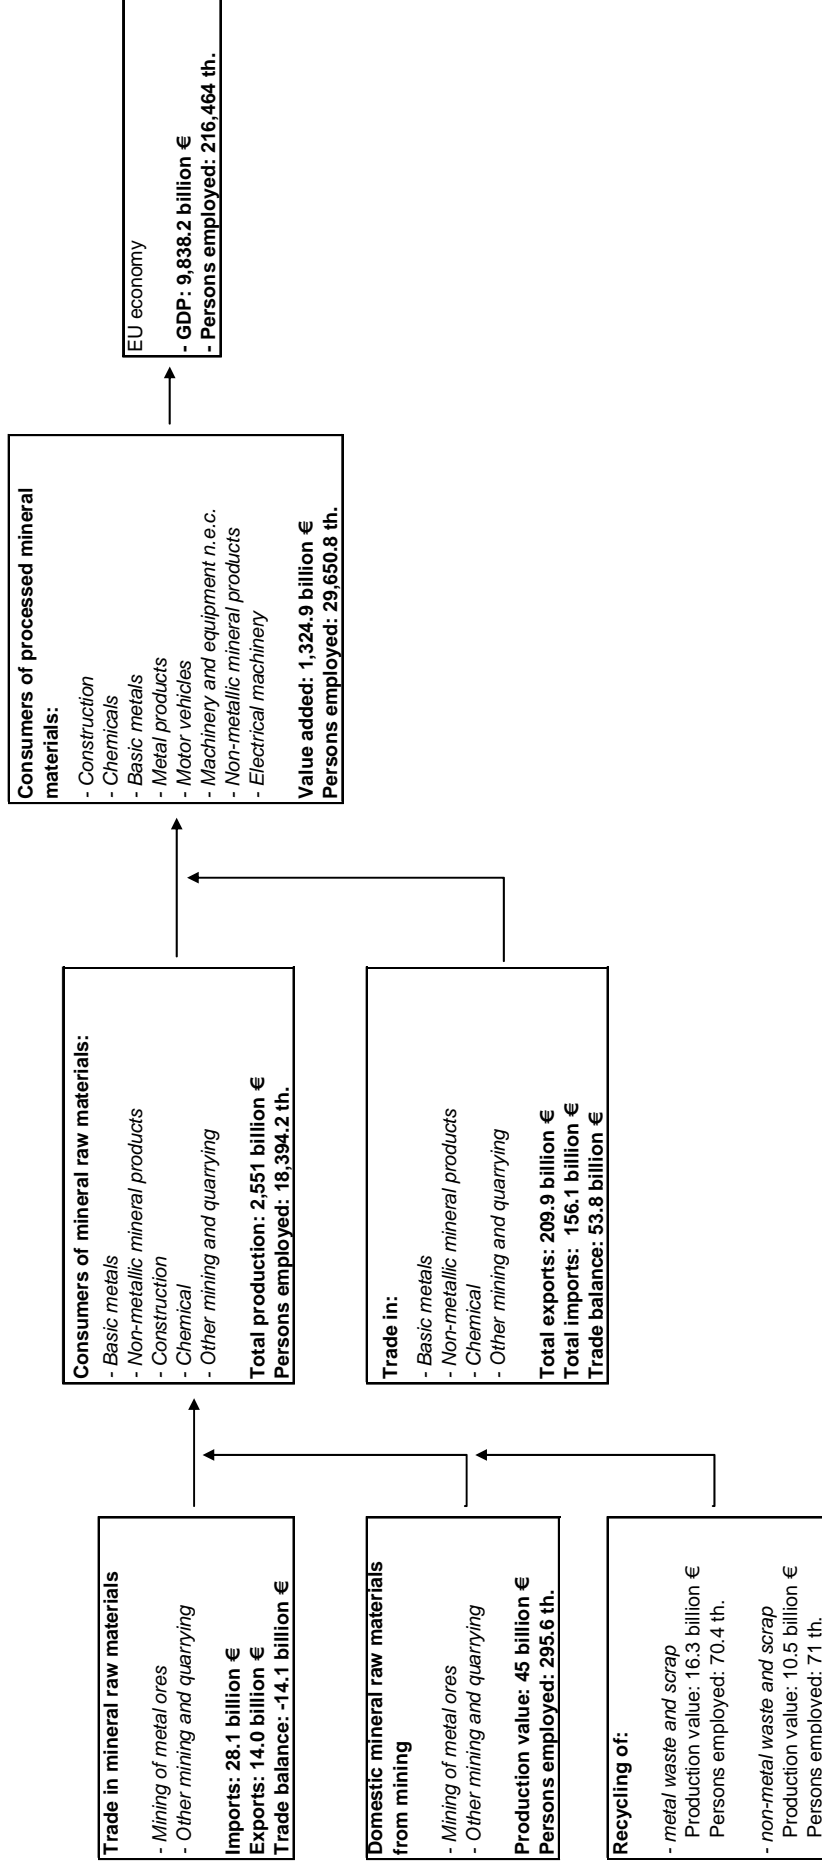 Trade in mineral raw materials
- Mining of metal ores
- Other mining and quarrying
Imports: 28.1 billion €
Exports: 14.0 billion €
Trade balance: -14.1 billion €
Domestic mineral raw materials
from mining
- Mining of metal ores
- Other mining and quarrying
Production value: 45 billion €
Persons employed: 295.6 th.
Recycling of:
- metal waste and scrap
Production value: 16.3 billion €
Persons employed: 70.4 th.
- non-metal waste and scrap
Production value: 10.5 billion €
Persons employed: 71 th.
Consumers of mineral raw materials:
- Basic metals
- Non-metallic mineral products
- Construction
- Chemical
- Other mining and quarrying
Total production: 2,551 billion €
Persons employed: 18,394.2 th.
Trade in:
- Basic metals
- Non-metallic mineral products
- Chemical
- Other mining and quarrying
Total exports: 209.9 billion €
Total imports: 156.1 billion €
Trade balance: 53.8 billion €
Consumers of processed mineral
materials:
- Construction
- Chemicals
- Basic metals
- Metal products
- Motor vehicles
- Machinery and equipment n.e.c.
- Non-metallic mineral products
- Electrical machinery
Value added: 1,324.9 billion €
Persons employed: 29,650.8 th.
EU economy
- GDP: 9,838.2 billion €
- Persons employed: 216,464 th.